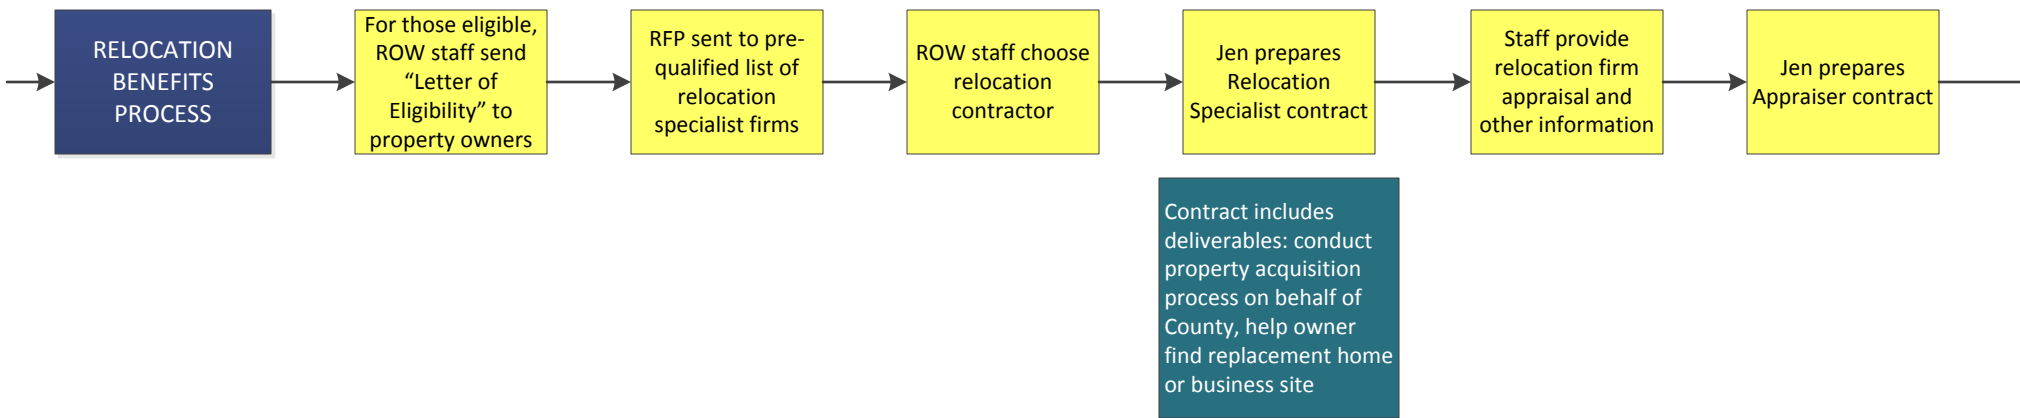 RELOCATION
BENEFITS
PROCESS
For those eligible,
ROW staff send
“Letter of
Eligibility” to
property owners
RFP sent to pre-
qualified list of
relocation
specialist firms
ROW staff choose
relocation
contractor
Jen prepares
Relocation
Specialist contract
Staff provide
relocation firm
appraisal and
other information
Jen prepares
Appraiser contract
Contract includes
deliverables: conduct
property acquisition
process on behalf of
County, help owner
find replacement home
or business site